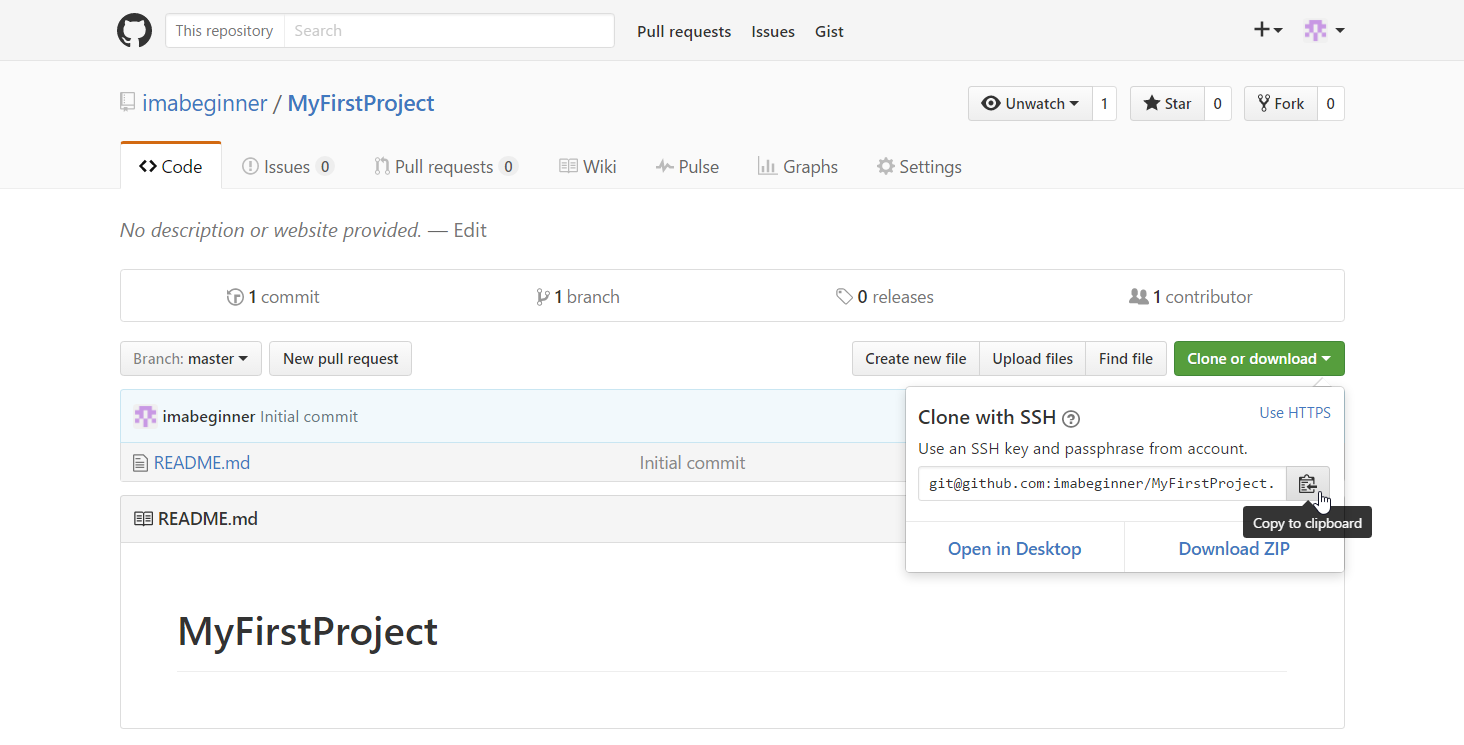 This repository Search Pull requests Issues Gist
imabeginner / MyFirstProject Unwatch 1 Star 0 Fork 0
Code Issues 0 Pull requests 0 Wiki Pulse Graphs Settings
No description or website provided. — Edit
1 commit 1 branch 0 releases 1 contributor
Branch: master New pull request Create new file Upload files Find file Clone or download
imabeginner Initial commit
README.md Initial commit
Clone with SSH Use HTTPS
Use an SSH key and passphrase from account.
git@github.com:imabeginner/MyFirstProject.
Copy to clipboard
Open in Desktop Download ZIP
README.md
MyFirstProject